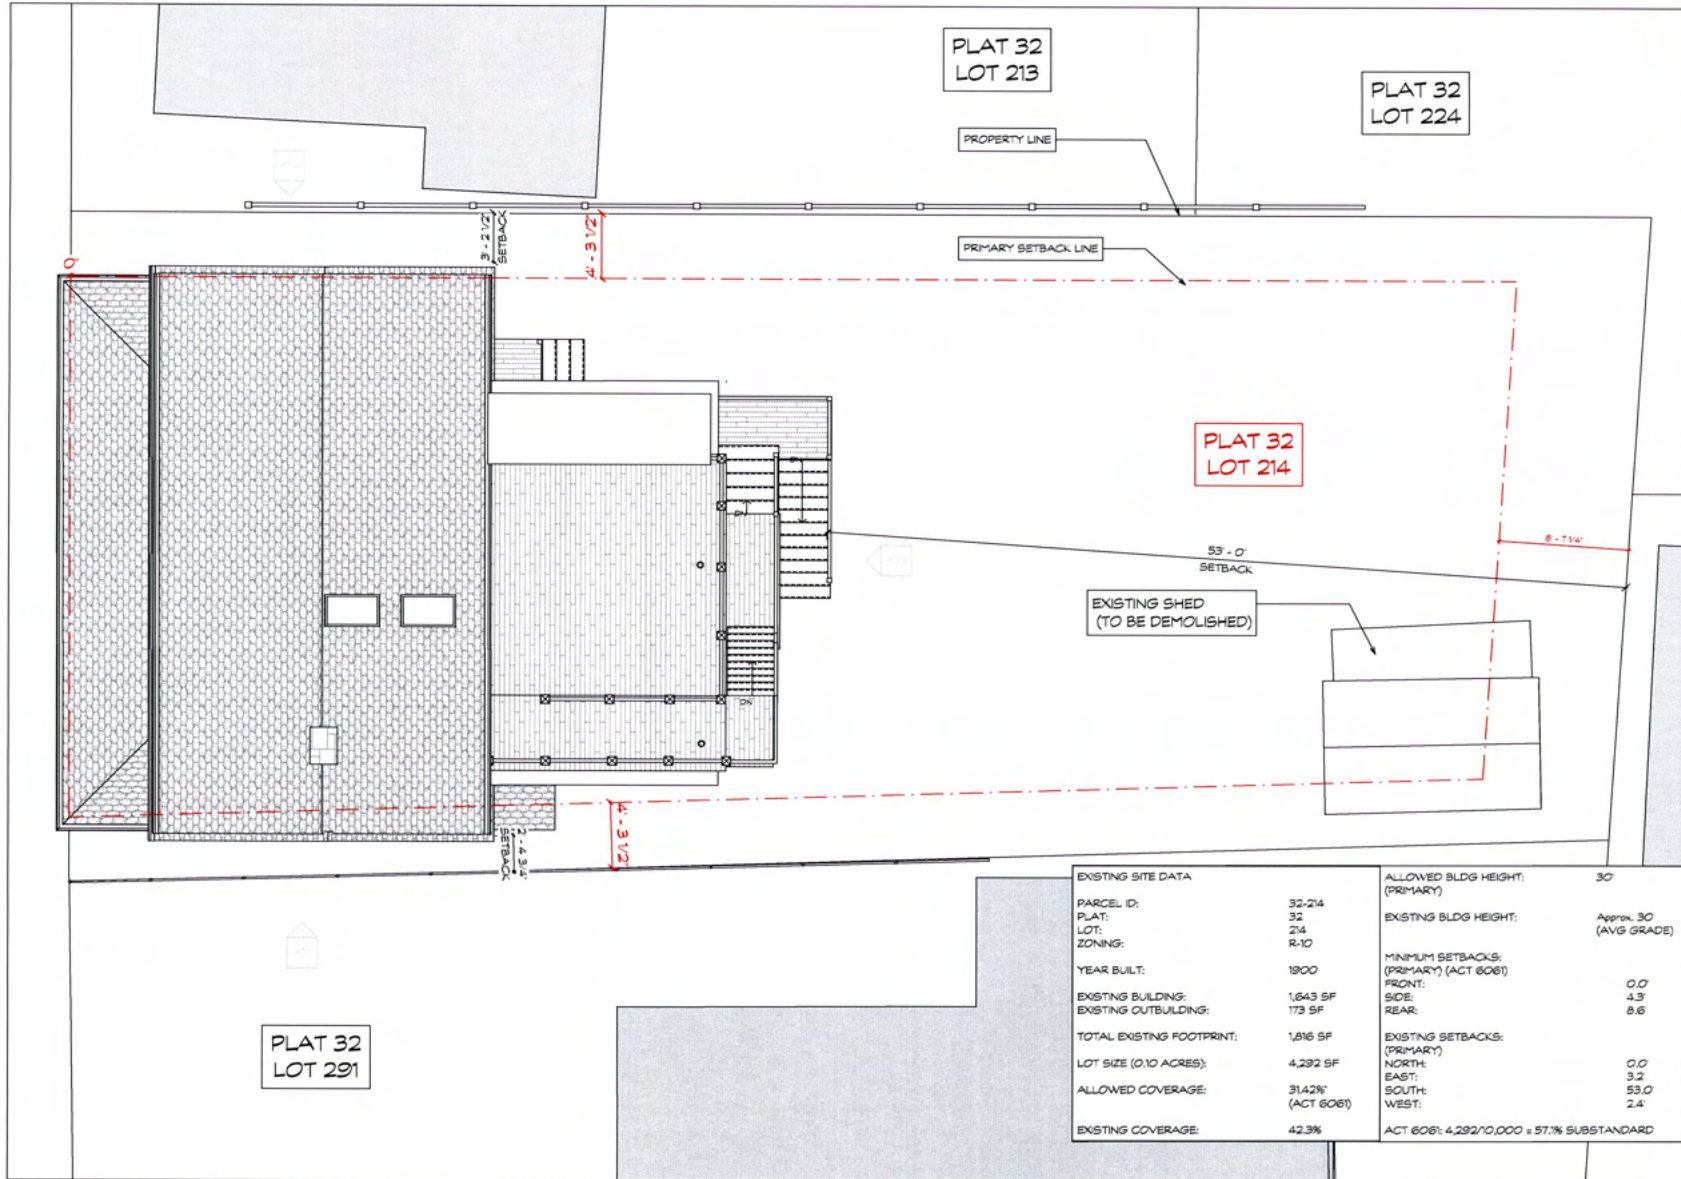 PLAT 32
LOT 213
PLAT 32
LOT 224
PROPERTY LINE
3' - 2 1/2"
SETBACK
4' - 3 1/2"
PRIMARY SETBACK LINE
0'
PLAT 32
LOT 214
53' - 0"
SETBACK
8' - 7 1/4"
EXISTING SHED
(TO BE DEMOLISHED)
DN
4' - 3 1/2"
2' - 4 3/4"
SETBACK
PLAT 32
LOT 291
EXISTING SITE DATA
PARCEL ID: 32-214
PLAT: 32
LOT: 214
ZONING: R-10
YEAR BUILT: 1900
EXISTING BUILDING: 1,643 SF
EXISTING OUTBUILDING: 173 SF
TOTAL EXISTING FOOTPRINT: 1,816 SF
LOT SIZE (0.10 ACRES): 4,292 SF
ALLOWED COVERAGE: 31.42%
(ACT 6061)
EXISTING COVERAGE: 42.3%
ALLOWED BLDG HEIGHT: 30'
(PRIMARY)
EXISTING BLDG HEIGHT: Approx. 30'
(AVG GRADE)
MINIMUM SETBACKS:
(PRIMARY) (ACT 6061)
FRONT: 0.0'
SIDE: 4.3'
REAR: 8.6'
EXISTING SETBACKS:
(PRIMARY)
NORTH: 0.0'
EAST: 3.2'
SOUTH: 53.0'
WEST: 2.4'
ACT 6061: 4,292/10,000 = 57.1% SUBSTANDARD